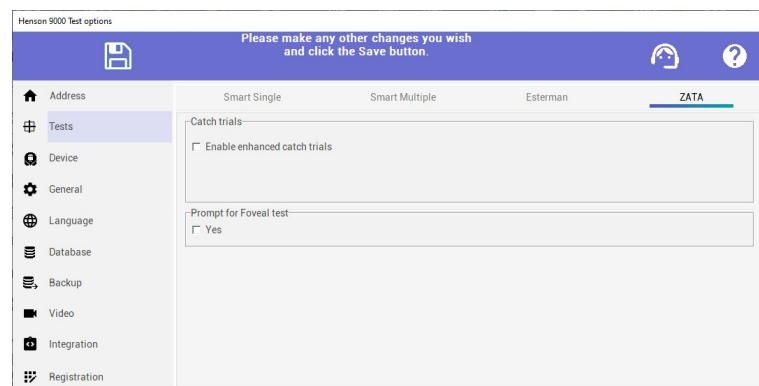 Henson 9000 Test options
Please make any other changes you wish
and click the Save button.
Address
Tests
Device
General
Language
Database
Backup
Video
Integration
Registration
Smart Single
Smart Multiple
Esterman
ZATA
Catch trials
Enable enhanced catch trials
Prompt for Foveal test
Yes